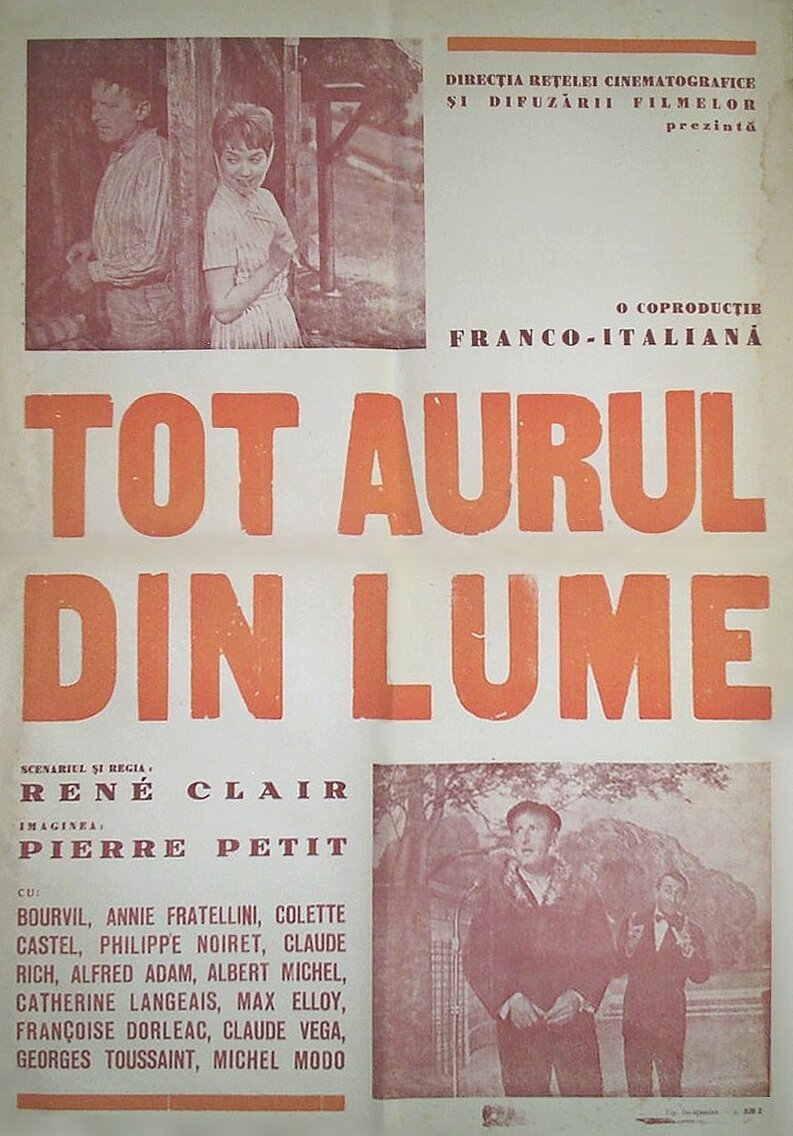 DIRECȚIA REȚELEI CINEMATOGRAFICE
ȘI DIFUZĂRII FILMELOR
prezintă
O COPRODUCȚIE
FRANCO-ITALIANĂ
TOT AURUL
DIN LUME
SCENARIUL ȘI REGIA:
RENÉ CLAIR
IMAGINEA:
PIERRE PETIT
CU:
BOURVIL, ANNIE FRATELLINI, COLETTE
CASTEL, PHILIPPE NOIRET, CLAUDE
RICH, ALFRED ADAM, ALBERT MICHEL,
CATHERINE LANGEAIS, MAX ELLOY,
FRANÇOISE DORLEAC, CLAUDE VEGA,
GEORGES TOUSSAINT, MICHEL MODO